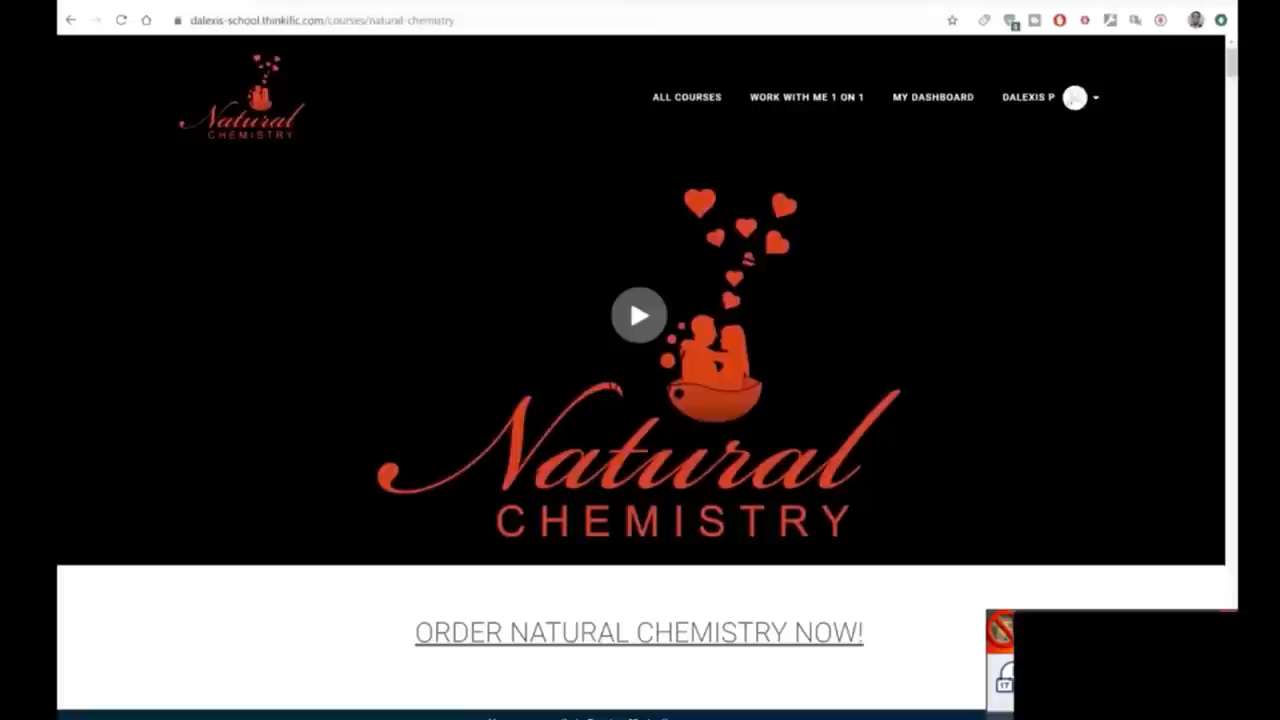 dalexis-school.thinkific.com/courses/natural-chemistry
Natural
CHEMISTRY
ALL COURSES
WORK WITH ME 1 ON 1
MY DASHBOARD
DALEXIS P
Natural
CHEMISTRY
ORDER NATURAL CHEMISTRY NOW!
17